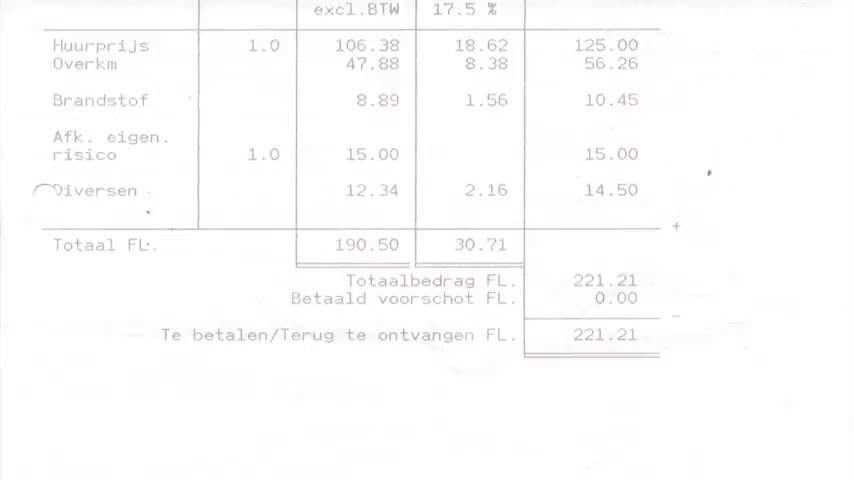 excl.BTW 17.5 %
Huurprijs 1.0 106.38 18.62 125.00
Overkm 47.88 8.38 56.26
Brandstof 8.89 1.56 10.45
Afk. eigen.
risico 1.0 15.00 15.00
Diversen 12.34 2.16 14.50
+
Totaal FL. 190.50 30.71
Totaalbedrag FL. 221.21
Betaald voorschot FL. 0.00
–
Te betalen/Terug te ontvangen FL. 221.21